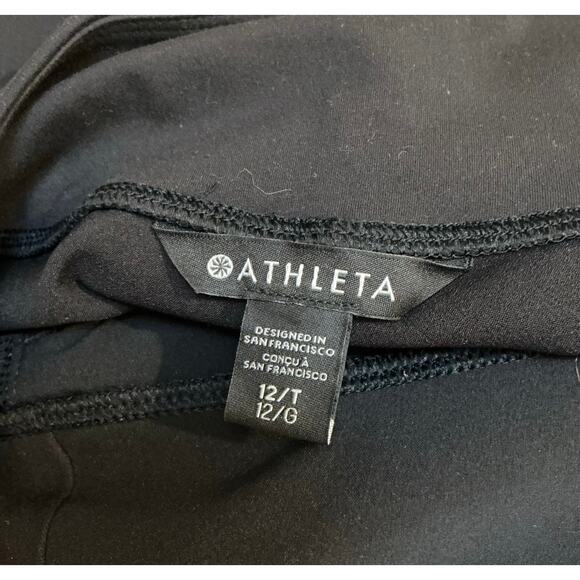 ATHLETA
DESIGNED IN
SAN FRANCISCO
CONÇU À
SAN FRANCISCO
12/T
12/G